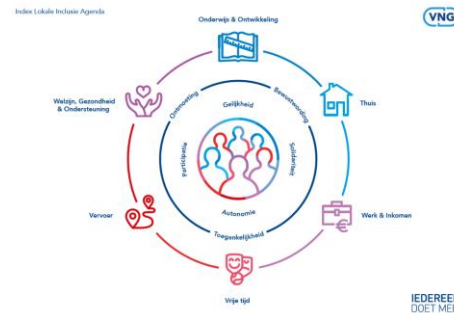 Index Lokale Inclusie Agenda
VNG
Onderwijs & Ontwikkeling
Thuis
Werk & Inkomen
Vrije tijd
Vervoer
Welzijn, Gezondheid
& Ondersteuning
Ontmoeting
Bewustwording
Toegankelijkheid
Gelijkheid
Solidariteit
Autonomie
Participatie
IEDEREEN
DOET MEE